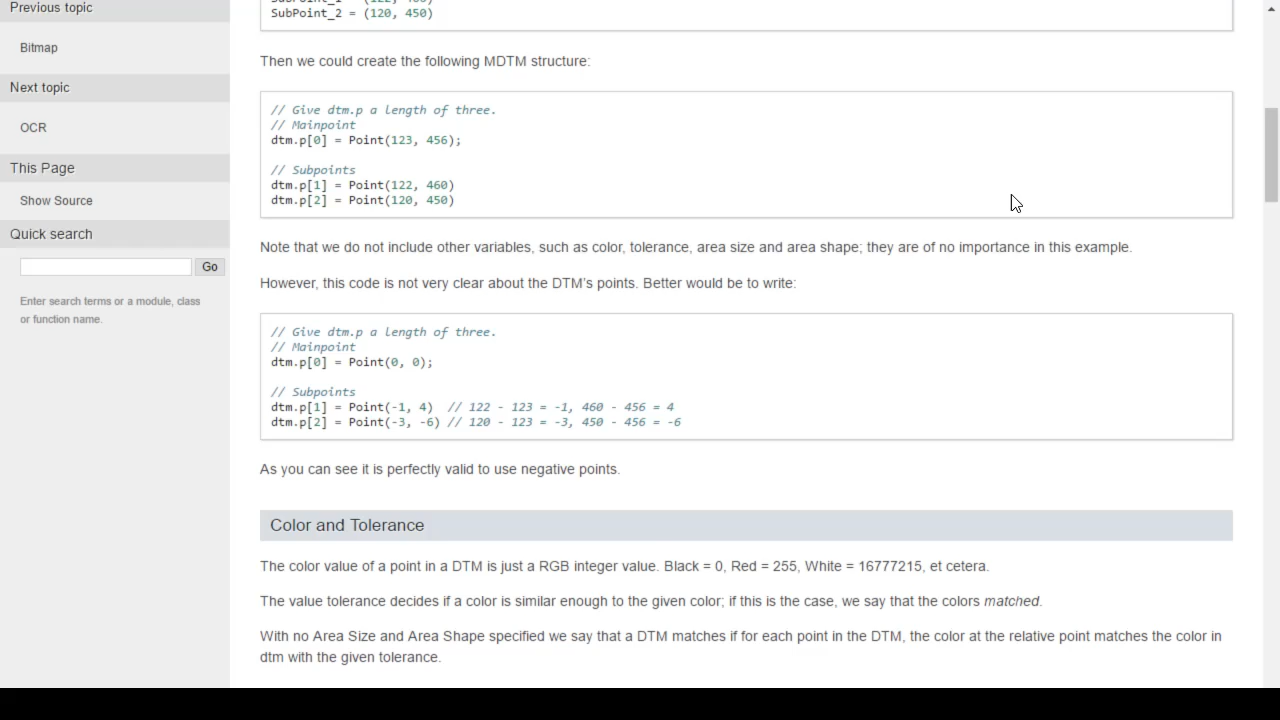 Previous topic
Bitmap
Next topic
OCR
This Page
Show Source
Quick search
Go
Enter search terms or a module, class
or function name.
SubPoint_2 = (120, 450)
Then we could create the following MDTM structure:
// Give dtm.p a length of three.
// Mainpoint
dtm.p[0] = Point(123, 456);
// Subpoints
dtm.p[1] = Point(122, 460)
dtm.p[2] = Point(120, 450)
Note that we do not include other variables, such as color, tolerance, area size and area shape; they are of no importance in this example.
However, this code is not very clear about the DTM's points. Better would be to write:
// Give dtm.p a length of three.
// Mainpoint
dtm.p[0] = Point(0, 0);
// Subpoints
dtm.p[1] = Point(-1, 4)  // 122 - 123 = -1, 460 - 456 = 4
dtm.p[2] = Point(-3, -6) // 120 - 123 = -3, 450 - 456 = -6
As you can see it is perfectly valid to use negative points.
Color and Tolerance
The color value of a point in a DTM is just a RGB integer value. Black = 0, Red = 255, White = 16777215, et cetera.
The value tolerance decides if a color is similar enough to the given color; if this is the case, we say that the colors matched.
With no Area Size and Area Shape specified we say that a DTM matches if for each point in the DTM, the color at the relative point matches the color in
dtm with the given tolerance.